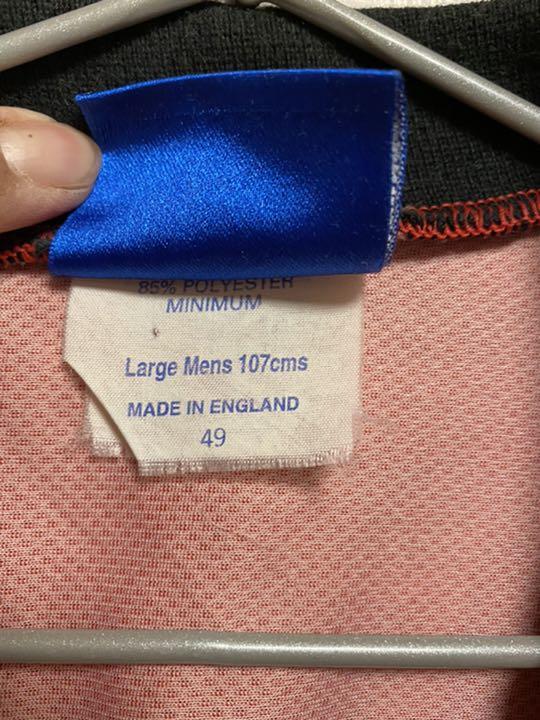 85% POLYESTER
MINIMUM
Large Mens 107cms
MADE IN ENGLAND
49